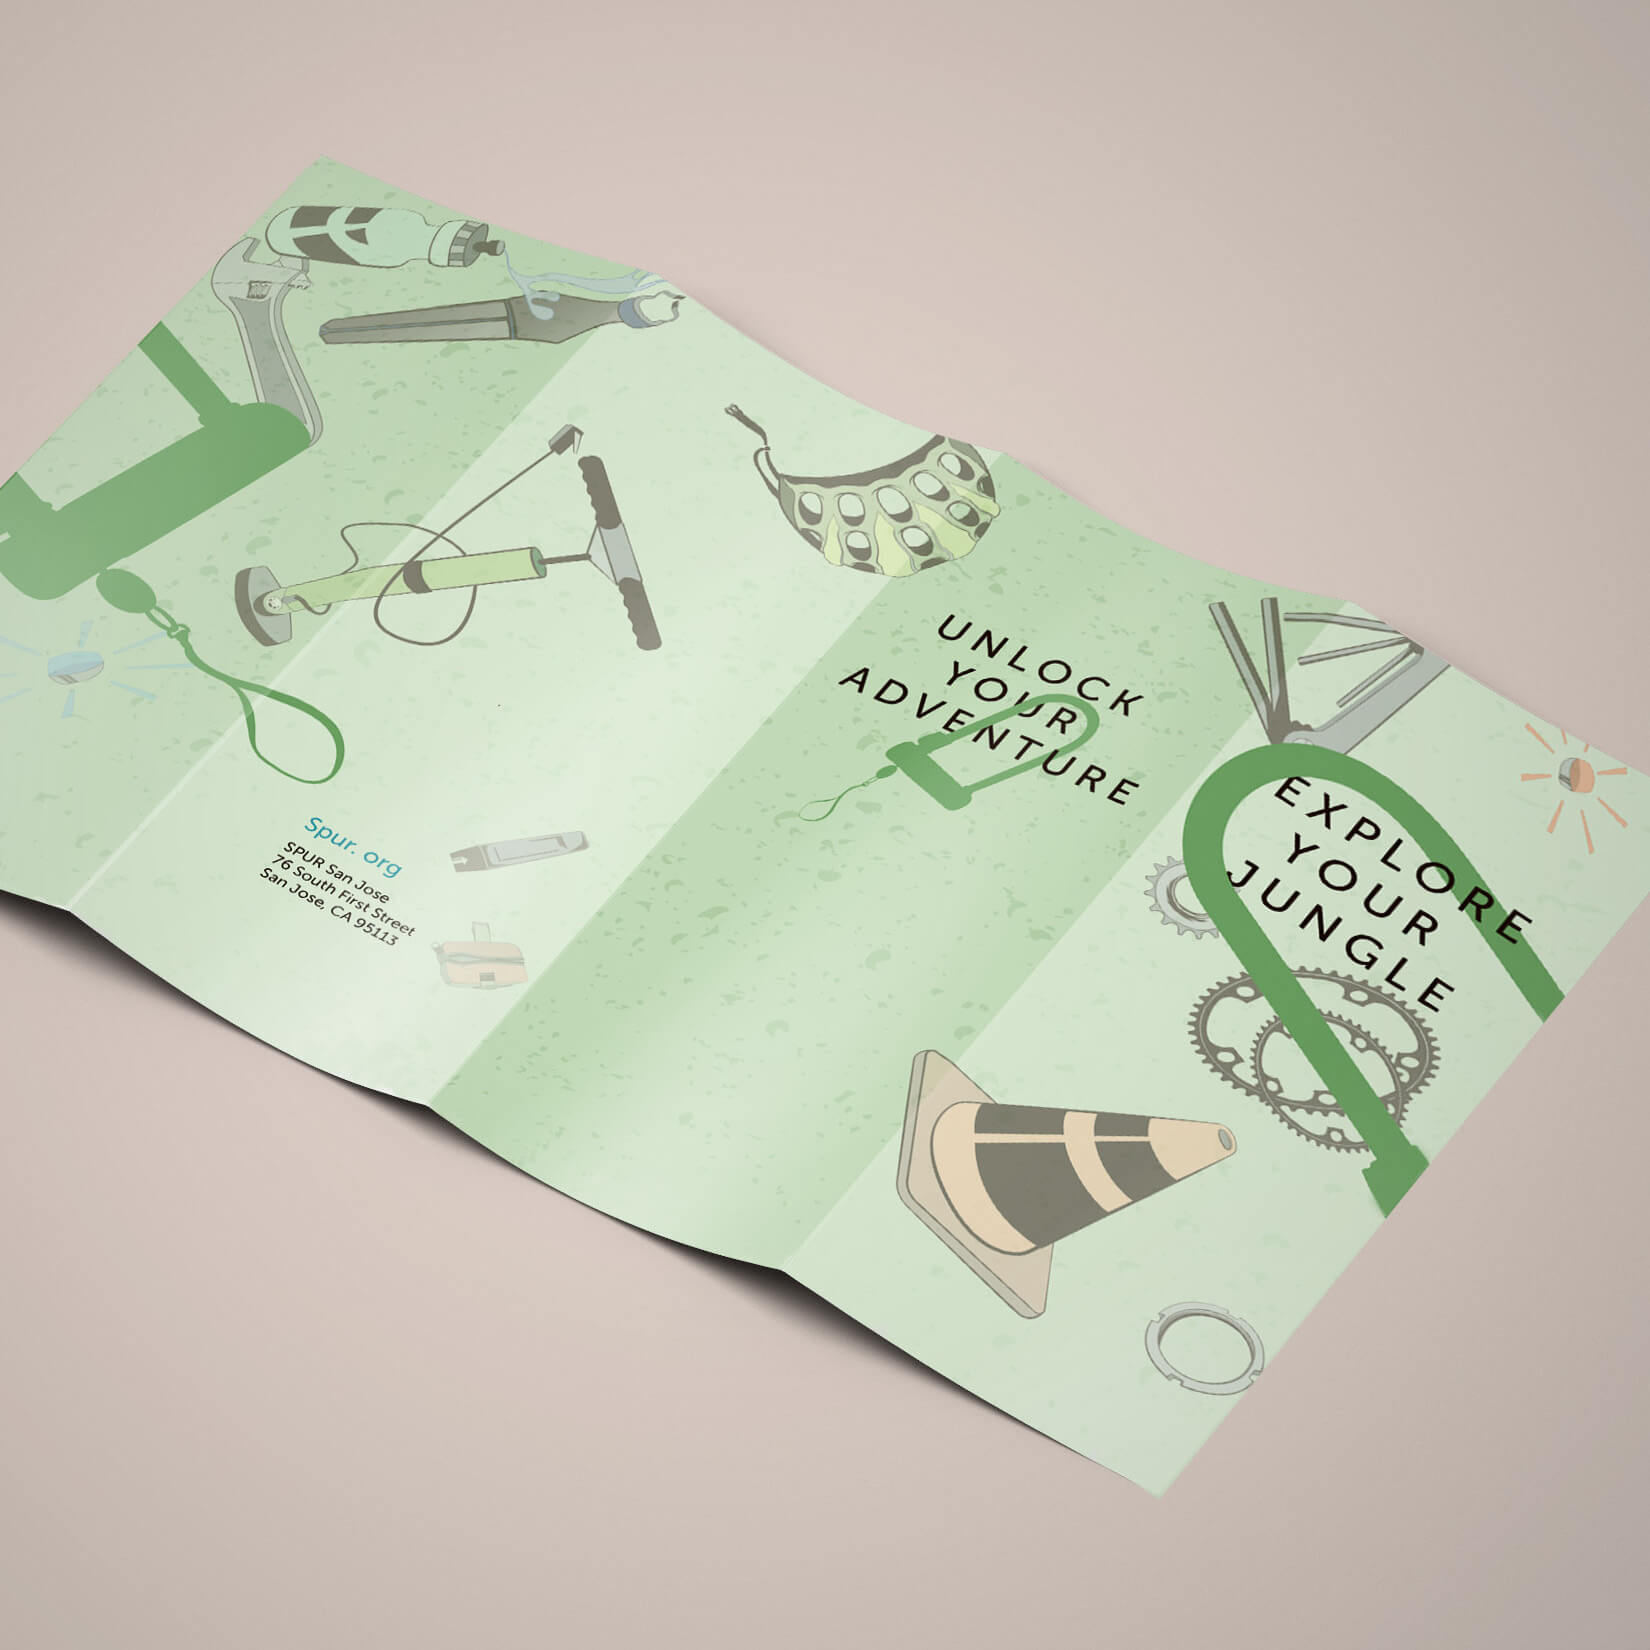 Spur. org
SPUR San Jose
76 South First Street
San Jose, CA 95113
UNLOCK
YOUR
ADVENTURE
EXPLORE
YOUR
JUNGLE